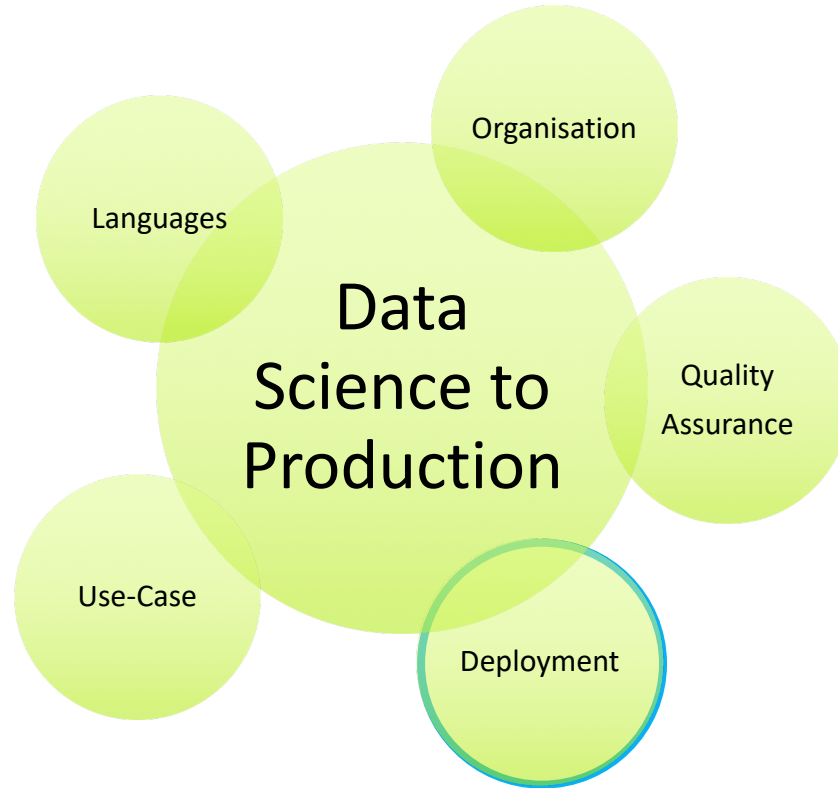 Organisation
Languages
Data
Science to
Production
Quality
Assurance
Use-Case
Deployment